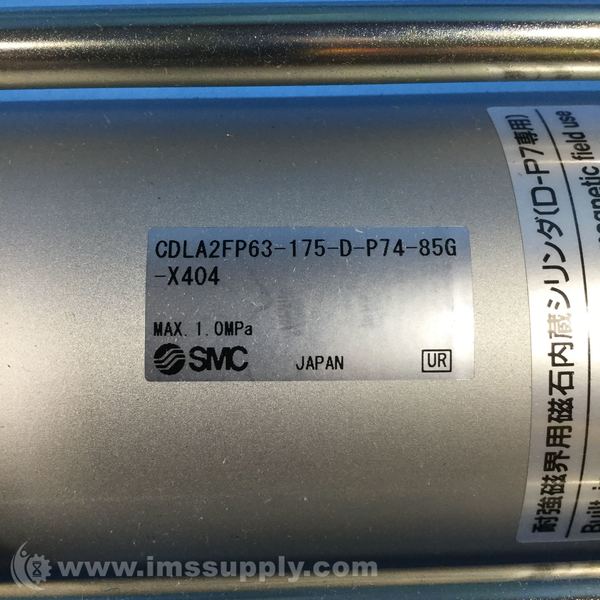 CDLA2FP63-175-D-P74-85G
-X404
MAX. 1.0MPa
SMC JAPAN UR
耐強磁界用磁石内蔵シリンダ(D-P7専用)
magnetic field use
www.imssupply.com